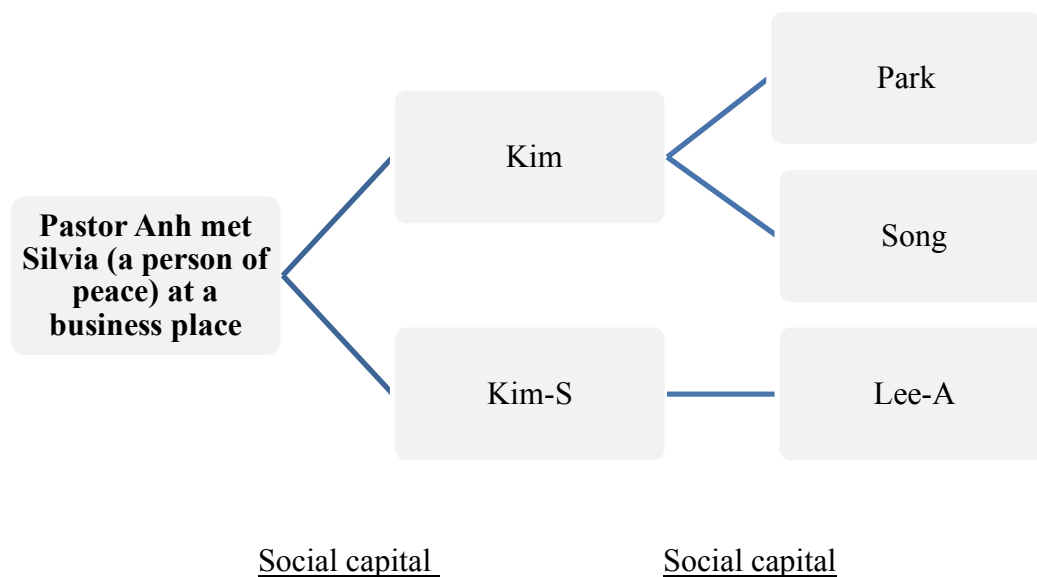 Pastor Anh met
Silvia (a person of
peace) at a
business place
Kim
Park
Song
Kim-S
Lee-A
Social capital
Social capital